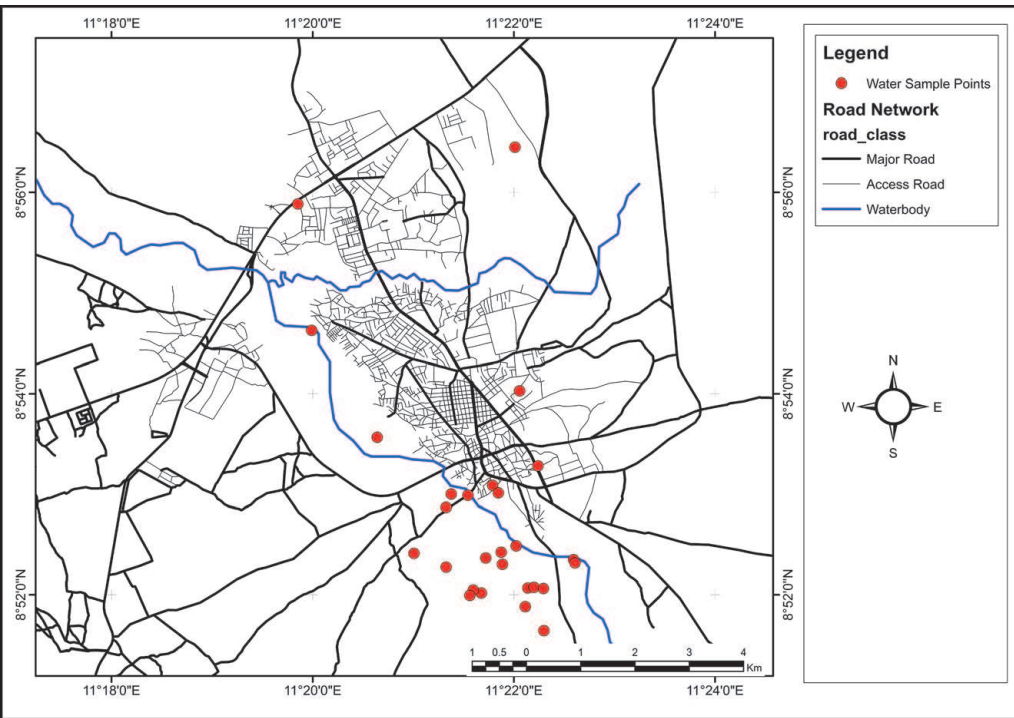 11°18'0"E 11°20'0"E 11°22'0"E 11°24'0"E
8°56'0"N 8°56'0"N
8°54'0"N 8°54'0"N
8°52'0"N 8°52'0"N
1 0.5 0 1 2 3 4
Km
11°18'0"E 11°20'0"E 11°22'0"E 11°24'0"E
Legend
Water Sample Points
Road Network
road_class
Major Road
Access Road
Waterbody
N
W E
S